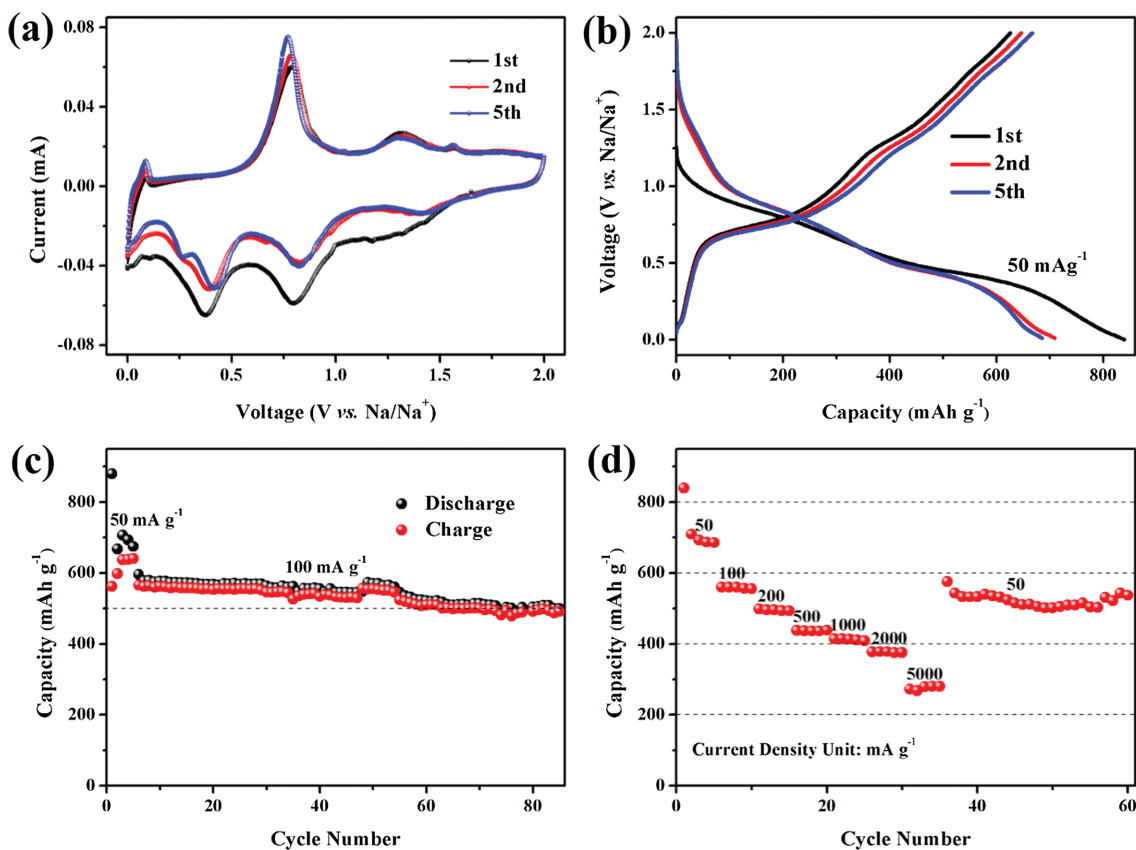 (a)
0.08
0.04
0.00
-0.04
-0.08
Current (mA)
1st
2nd
5th
0.0 0.5 1.0 1.5 2.0
Voltage (V vs. Na/Na⁺)
(b)
2.0
1.5
1.0
0.5
0.0
Voltage (V vs. Na/Na⁺)
1st
2nd
5th
50 mAg⁻¹
0 200 400 600 800
Capacity (mAh g⁻¹)
(c)
800
600
500
400
200
0
Capacity (mAh g⁻¹)
50 mA g⁻¹
Discharge
Charge
100 mA g⁻¹
0 20 40 60 80
Cycle Number
(d)
800
600
400
200
0
Capacity (mAh g⁻¹)
50
100
200
500
1000
2000
5000
50
Current Density Unit: mA g⁻¹
0 20 40 60
Cycle Number